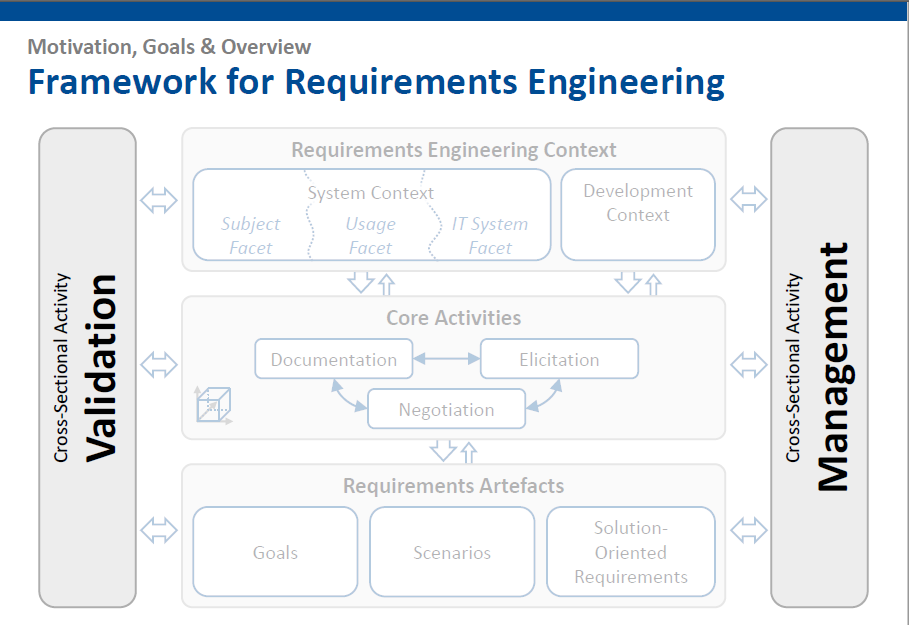 Motivation, Goals & Overview
Framework for Requirements Engineering
Cross-Sectional Activity
Validation
Requirements Engineering Context
System Context
Subject
Facet
Usage
Facet
IT System
Facet
Development
Context
Core Activities
Documentation
Elicitation
Negotiation
Requirements Artefacts
Goals
Scenarios
Solution-
Oriented
Requirements
Cross-Sectional Activity
Management